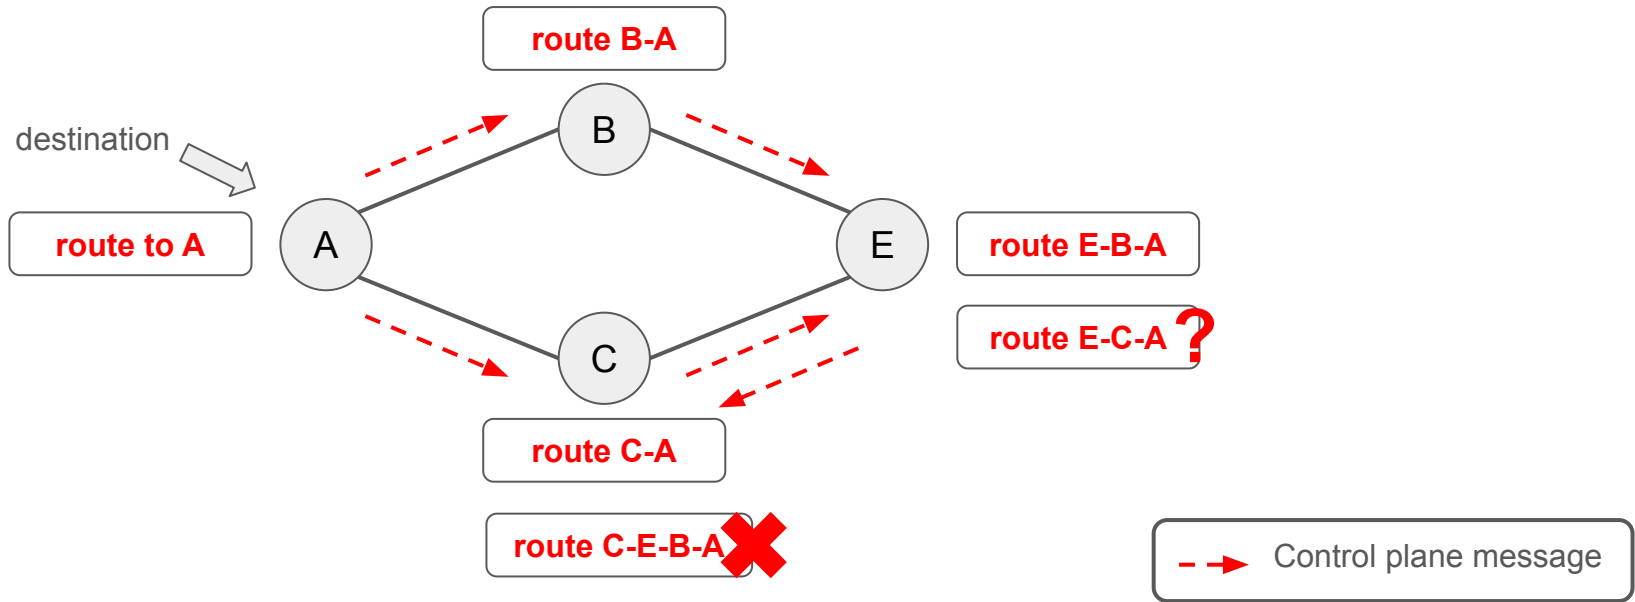 route B-A
B
destination
route to A
A
E
route E-B-A
route E-C-A ?
C
route C-A
route C-E-B-A
Control plane message